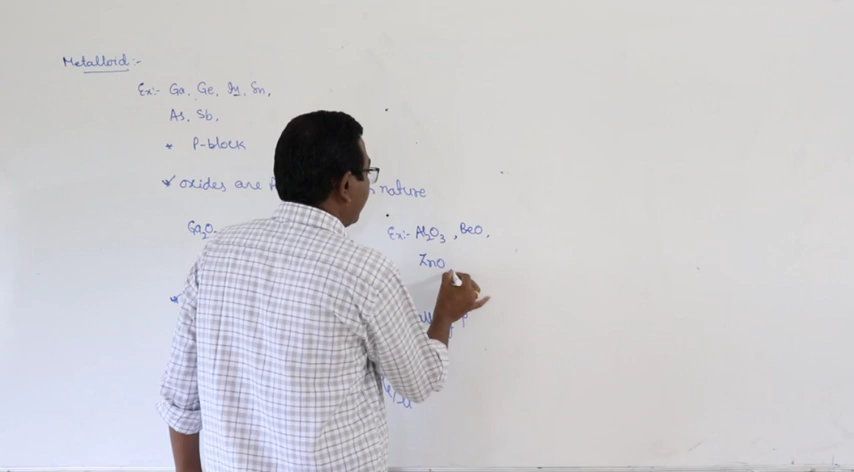 Metalloid:-
Ex:- Ga, Ge, In, Sn,
As, Sb,
* P-block
* oxides are nature
Ga2O
Ex:- Al2O3, BeO,
ZnO